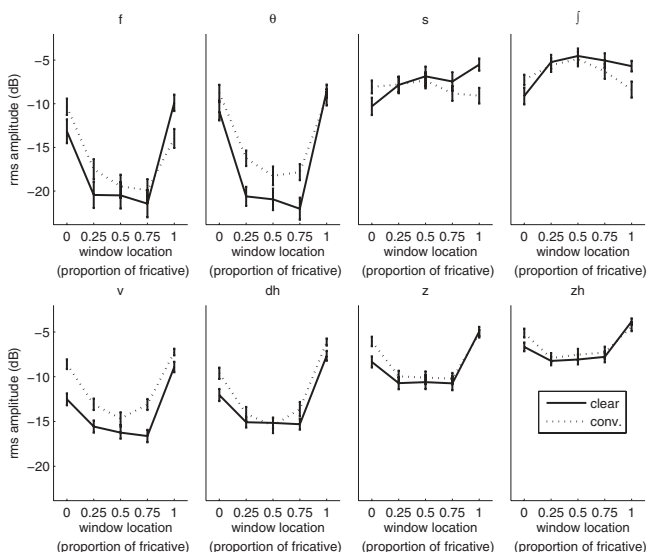 f θ s ∫
−5
−10
−15
−20
rms amplitude (dB)
0 0.25 0.5 0.75 1 0 0.25 0.5 0.75 1 0 0.25 0.5 0.75 1 0 0.25 0.5 0.75 1
window location window location window location window location
(proportion of fricative) (proportion of fricative) (proportion of fricative) (proportion of fricative)
v dh z zh
−5
−10
−15
−20
rms amplitude (dB)
clear
conv.
0 0.25 0.5 0.75 1 0 0.25 0.5 0.75 1 0 0.25 0.5 0.75 1 0 0.25 0.5 0.75 1
window location window location window location window location
(proportion of fricative) (proportion of fricative) (proportion of fricative) (proportion of fricative)